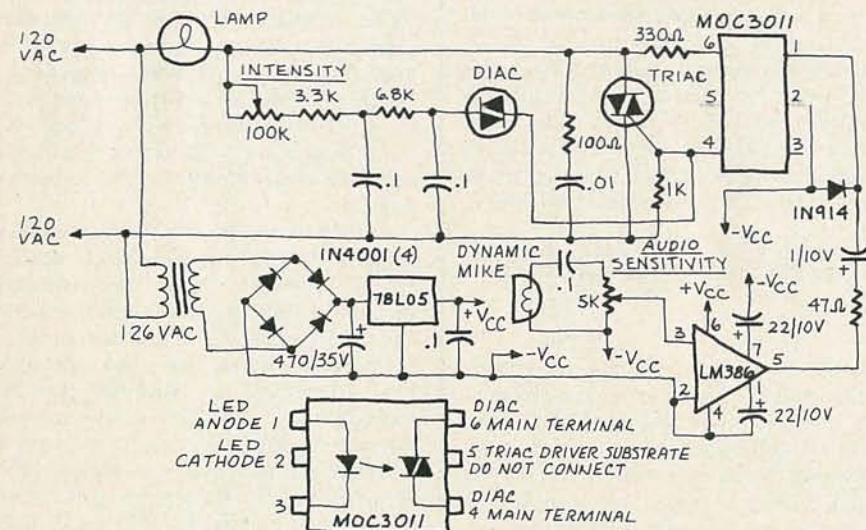 LAMP
120
VAC
INTENSITY
100K
3.3K
6.8K
DIAC
.1
.1
330Ω
TRIAC
100Ω
.01
1K
MOC3011
6
5
4
1
2
3
1N914
-VCC
1/10V
+
47Ω
120
VAC
126VAC
1N4001(4)
+
470/35V
78L05
+VCC
.1
-VCC
DYNAMIC
MIKE
.1
AUDIO
SENSITIVITY
5K
-VCC
+VCC
-VCC
22/10V
+
3
6
7
LM386
5
2
4
1
+
22/10V
LED
ANODE 1
LED
CATHODE 2
3
MOC3011
DIAC
6 MAIN TERMINAL
5 TRIAC DRIVER SUBSTRATE
DO NOT CONNECT
DIAC
4 MAIN TERMINAL